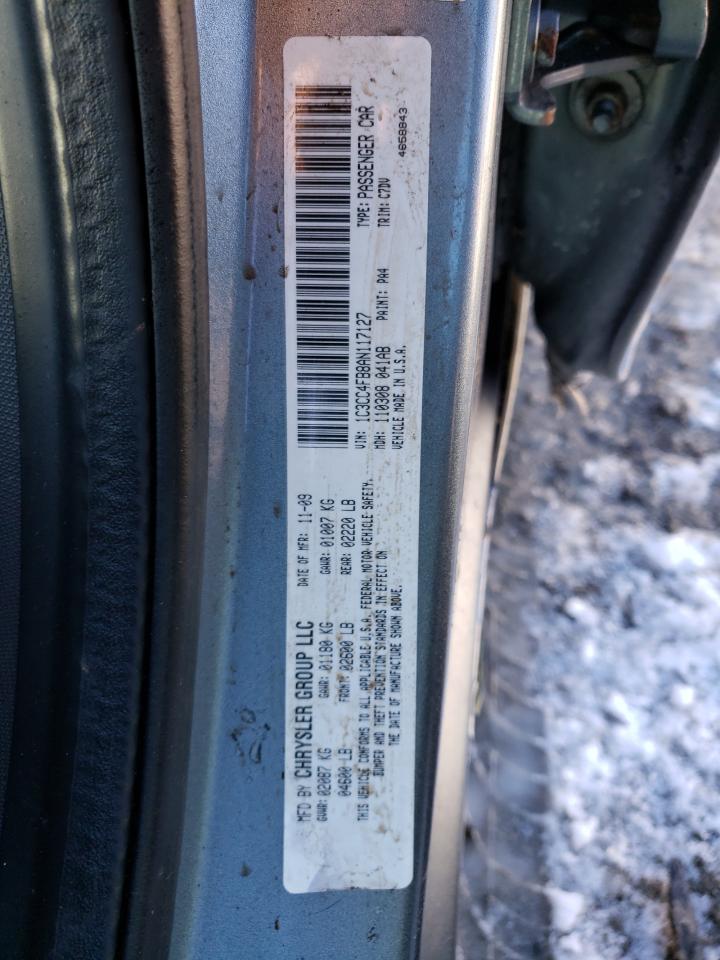 MFD BY CHRYSLER GROUP LLC DATE OF MFR: 11-09
GVWR: 02087 KG GAWR: 01180 KG GAWR: 01007 KG
04600 LB FRONT: 02600 LB REAR: 02220 LB
THIS VEHICLE CONFORMS TO ALL APPLICABLE U.S.A. FEDERAL MOTOR VEHICLE SAFETY,
BUMPER AND THEFT PREVENTION STANDARDS IN EFFECT ON
THE DATE OF MANUFACTURE SHOWN ABOVE.
VIN: 1C3CC4FB8AN117127 TYPE: PASSENGER CAR
MDH: 110308 041AB PAINT: PA4 TRIM: C7DV
VEHICLE MADE IN U.S.A. 4658843